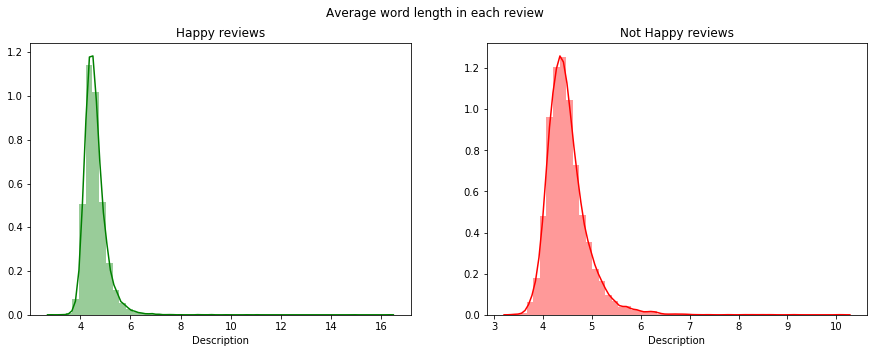 Average word length in each review
Happy reviews
1.2
1.0
0.8
0.6
0.4
0.2
0.0
4 6 8 10 12 14 16
Description
Not Happy reviews
1.2
1.0
0.8
0.6
0.4
0.2
0.0
3 4 5 6 7 8 9 10
Description